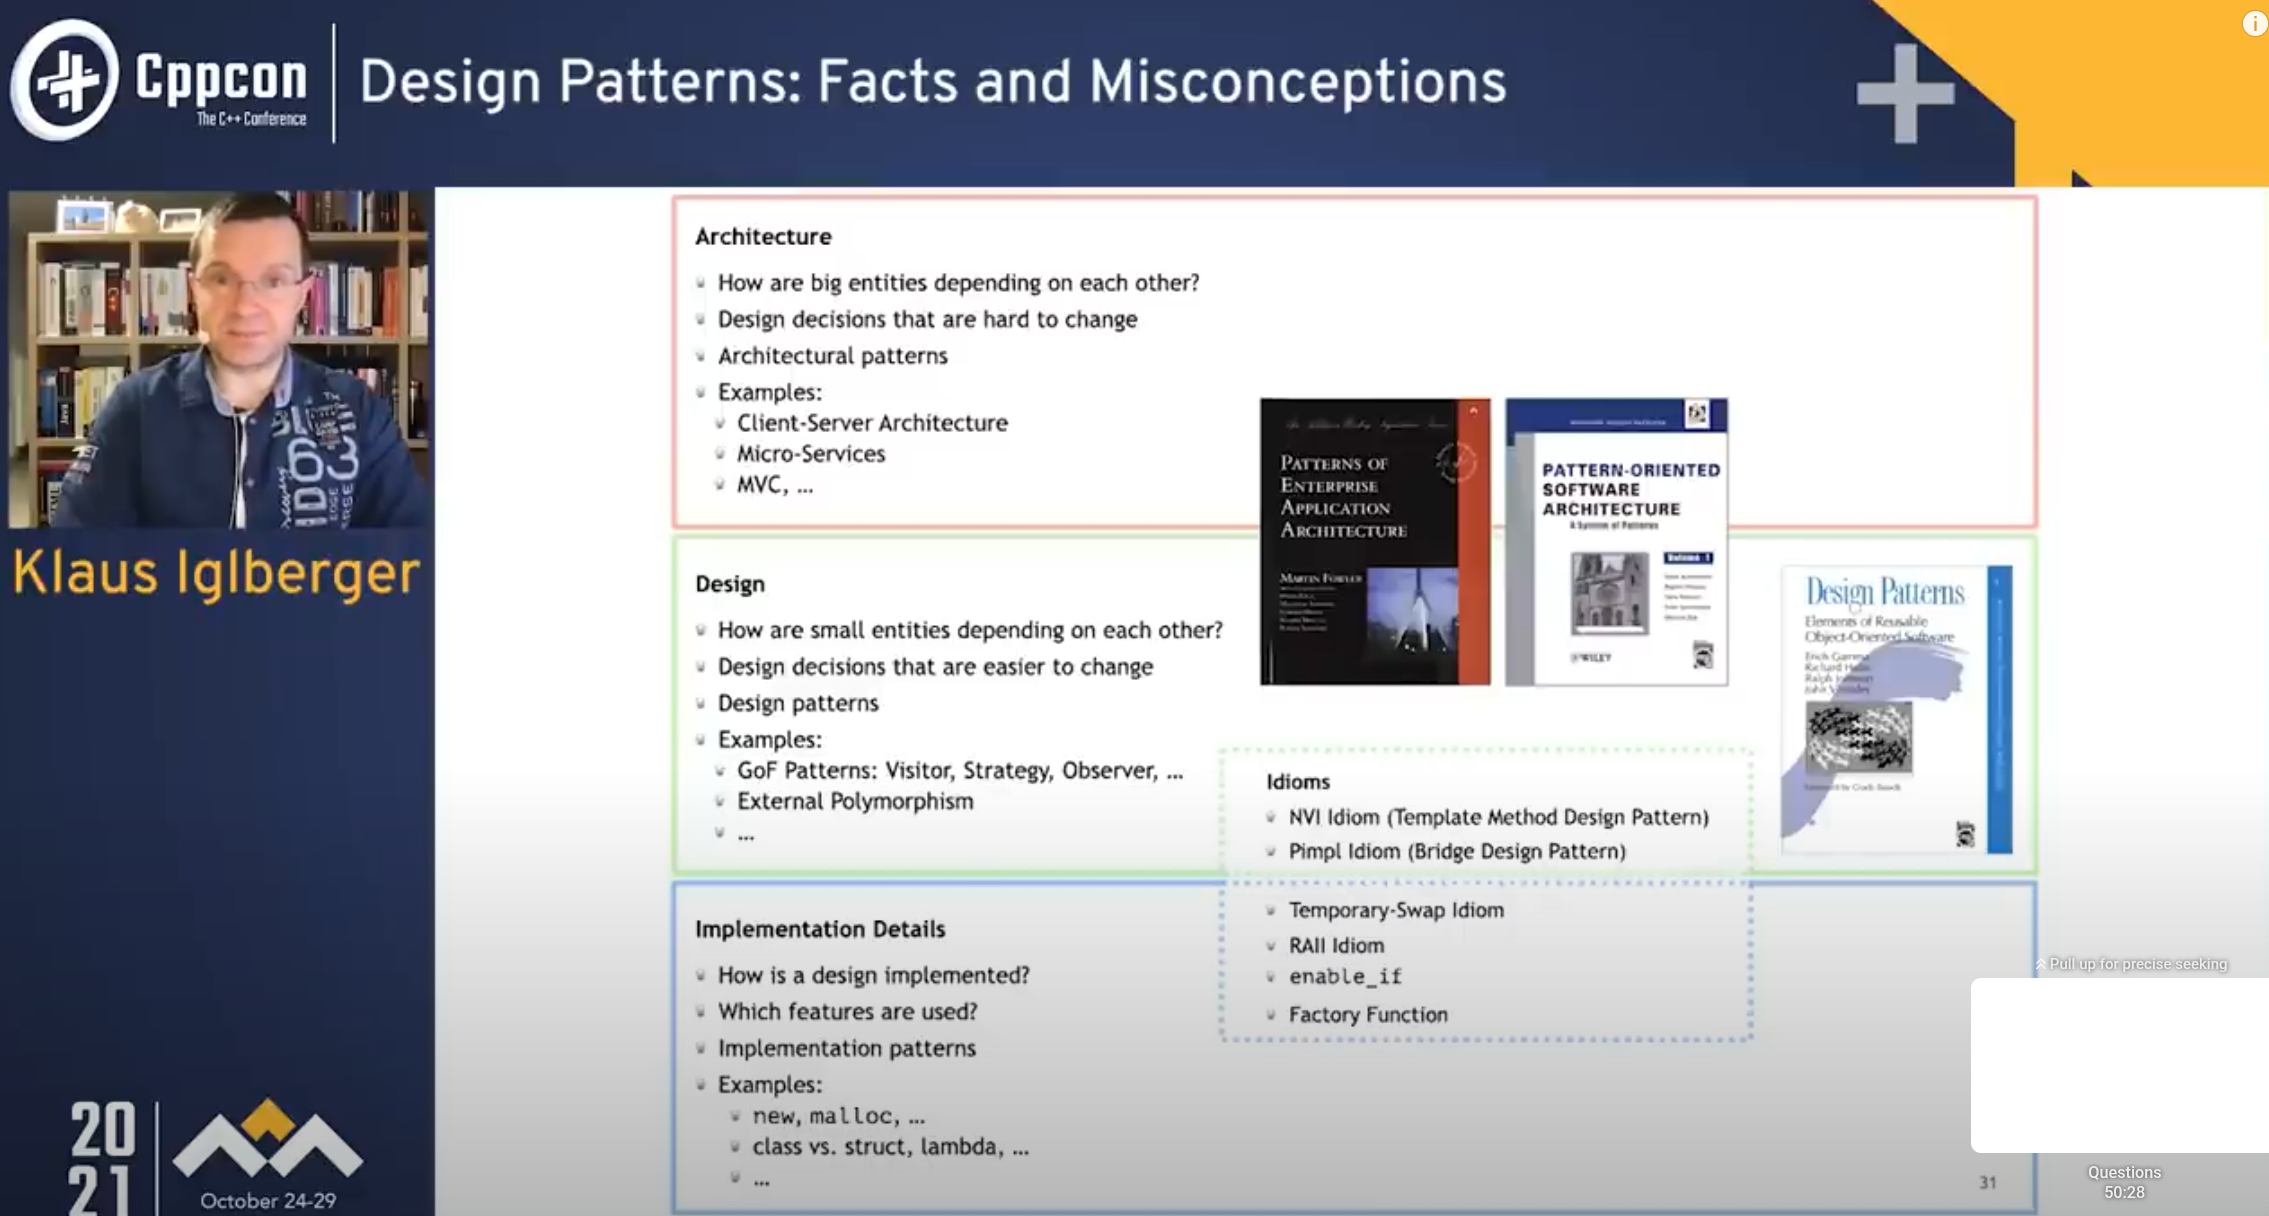 Cppcon
The C++ Conference
Design Patterns: Facts and Misconceptions
Klaus Iglberger
Architecture
How are big entities depending on each other?
Design decisions that are hard to change
Architectural patterns
Examples:
Client-Server Architecture
Micro-Services
MVC, ...
PATTERNS OF
ENTERPRISE
APPLICATION
ARCHITECTURE
MARTIN FOWLER
PATTERN-ORIENTED
SOFTWARE
ARCHITECTURE
A System of Patterns
Volume 1
WILEY
Design
How are small entities depending on each other?
Design decisions that are easier to change
Design patterns
Examples:
GoF Patterns: Visitor, Strategy, Observer, ...
External Polymorphism
...
Design Patterns
Elements of Reusable
Object-Oriented Software
Erich Gamma
Richard Helm
Ralph Johnson
John Vlissides
Idioms
NVI Idiom (Template Method Design Pattern)
Pimpl Idiom (Bridge Design Pattern)
Temporary-Swap Idiom
RAII Idiom
enable_if
Factory Function
Implementation Details
How is a design implemented?
Which features are used?
Implementation patterns
Examples:
new, malloc, ...
class vs. struct, lambda, ...
...
31
Pull up for precise seeking
Questions
50:28
20
21
October 24-29